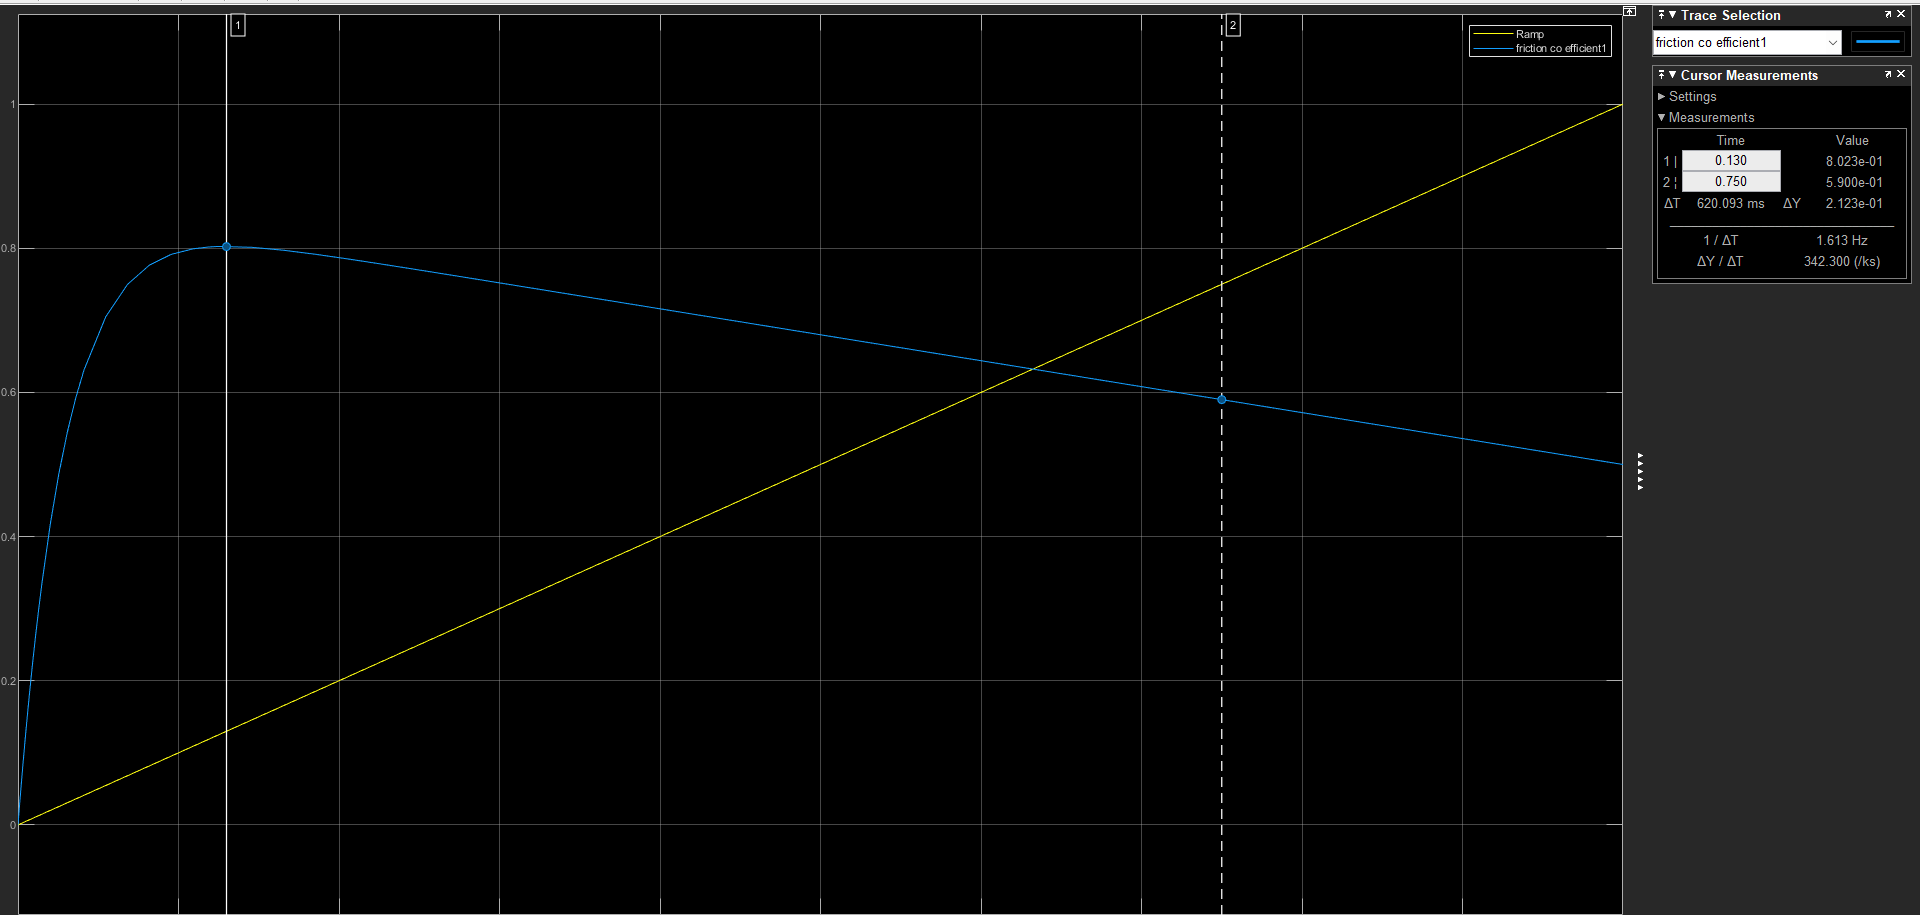 1
2
Ramp
friction co efficient1
1
0.8
0.6
0.4
0.2
0
Trace Selection
friction co efficient1
Cursor Measurements
Settings
Measurements
Time Value
1 | 0.130 8.023e-01
2 ¦ 0.750 5.900e-01
ΔT 620.093 ms ΔY 2.123e-01
1 / ΔT 1.613 Hz
ΔY / ΔT 342.300 (/ks)